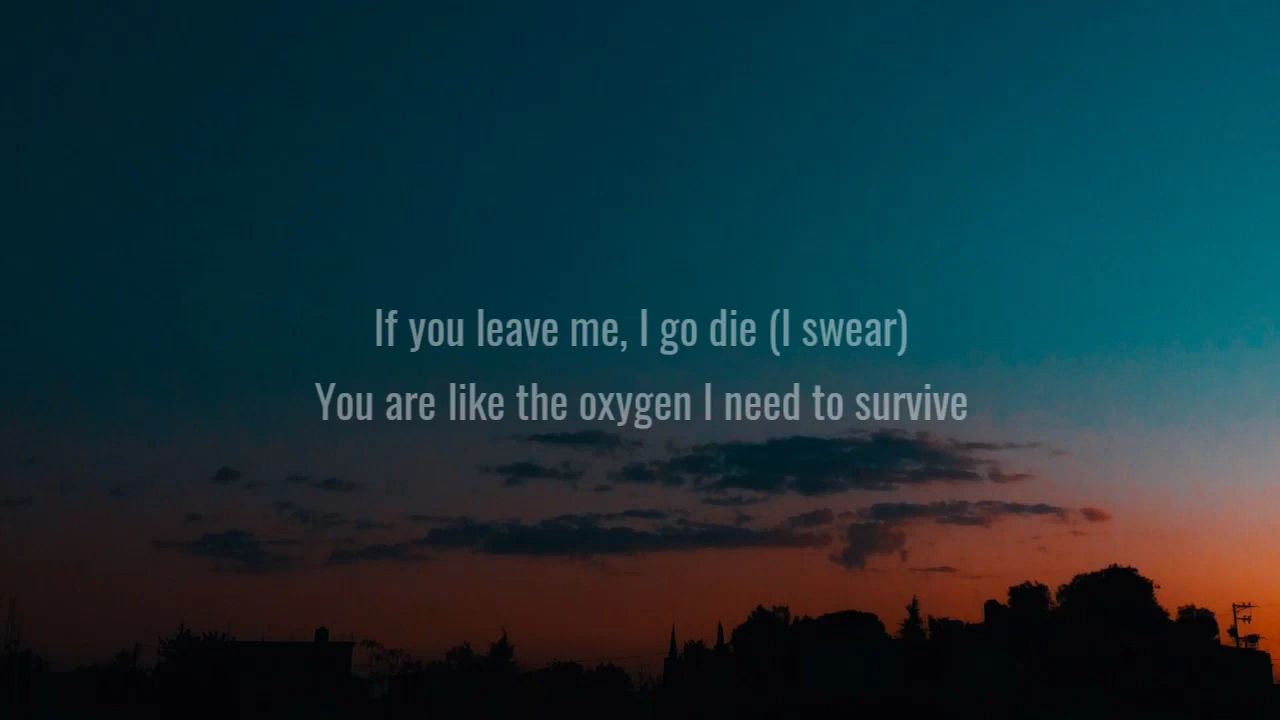 If you leave me, I go die (I swear)
You are like the oxygen I need to survive